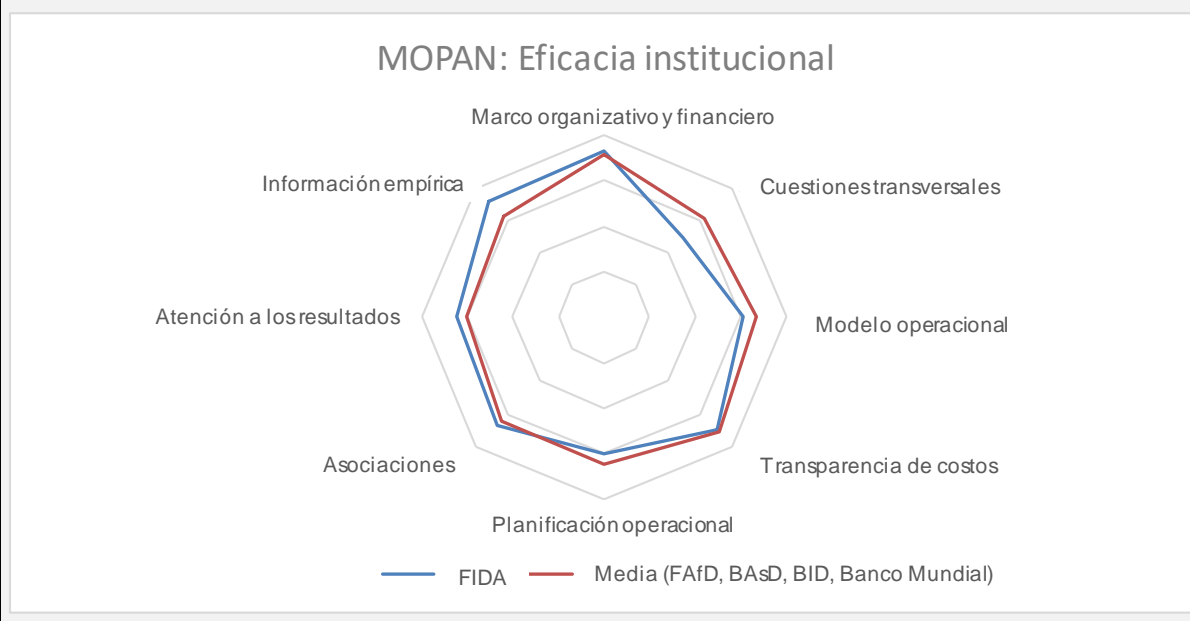 MOPAN: Eficacia institucional
Marco organizativo y financiero
Información empírica
Cuestiones transversales
Atención a los resultados
Modelo operacional
Asociaciones
Transparencia de costos
Planificación operacional
FIDA
Media (FAfD, BAsD, BID, Banco Mundial)